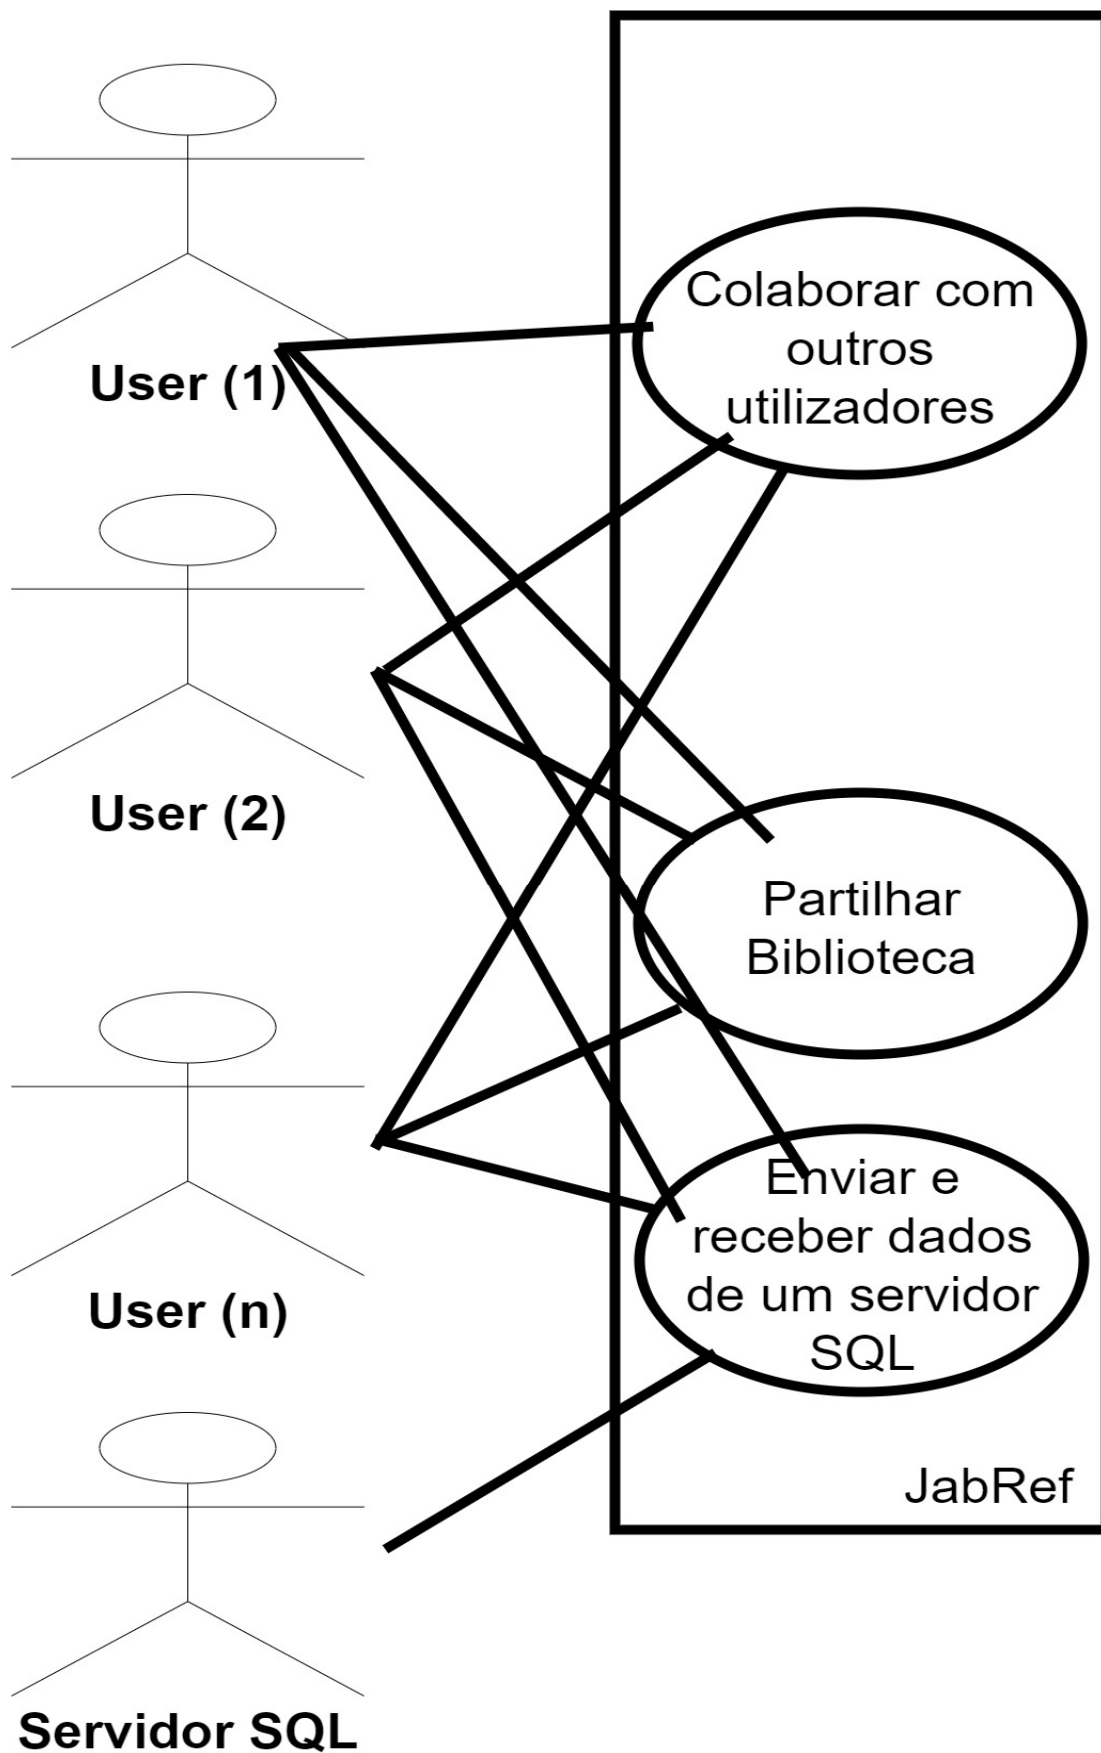 Colaborar com
outros
utilizadores
User (1)
User (2)
Partilhar
Biblioteca
Enviar e
receber dados
de um servidor
SQL
User (n)
JabRef
Servidor SQL